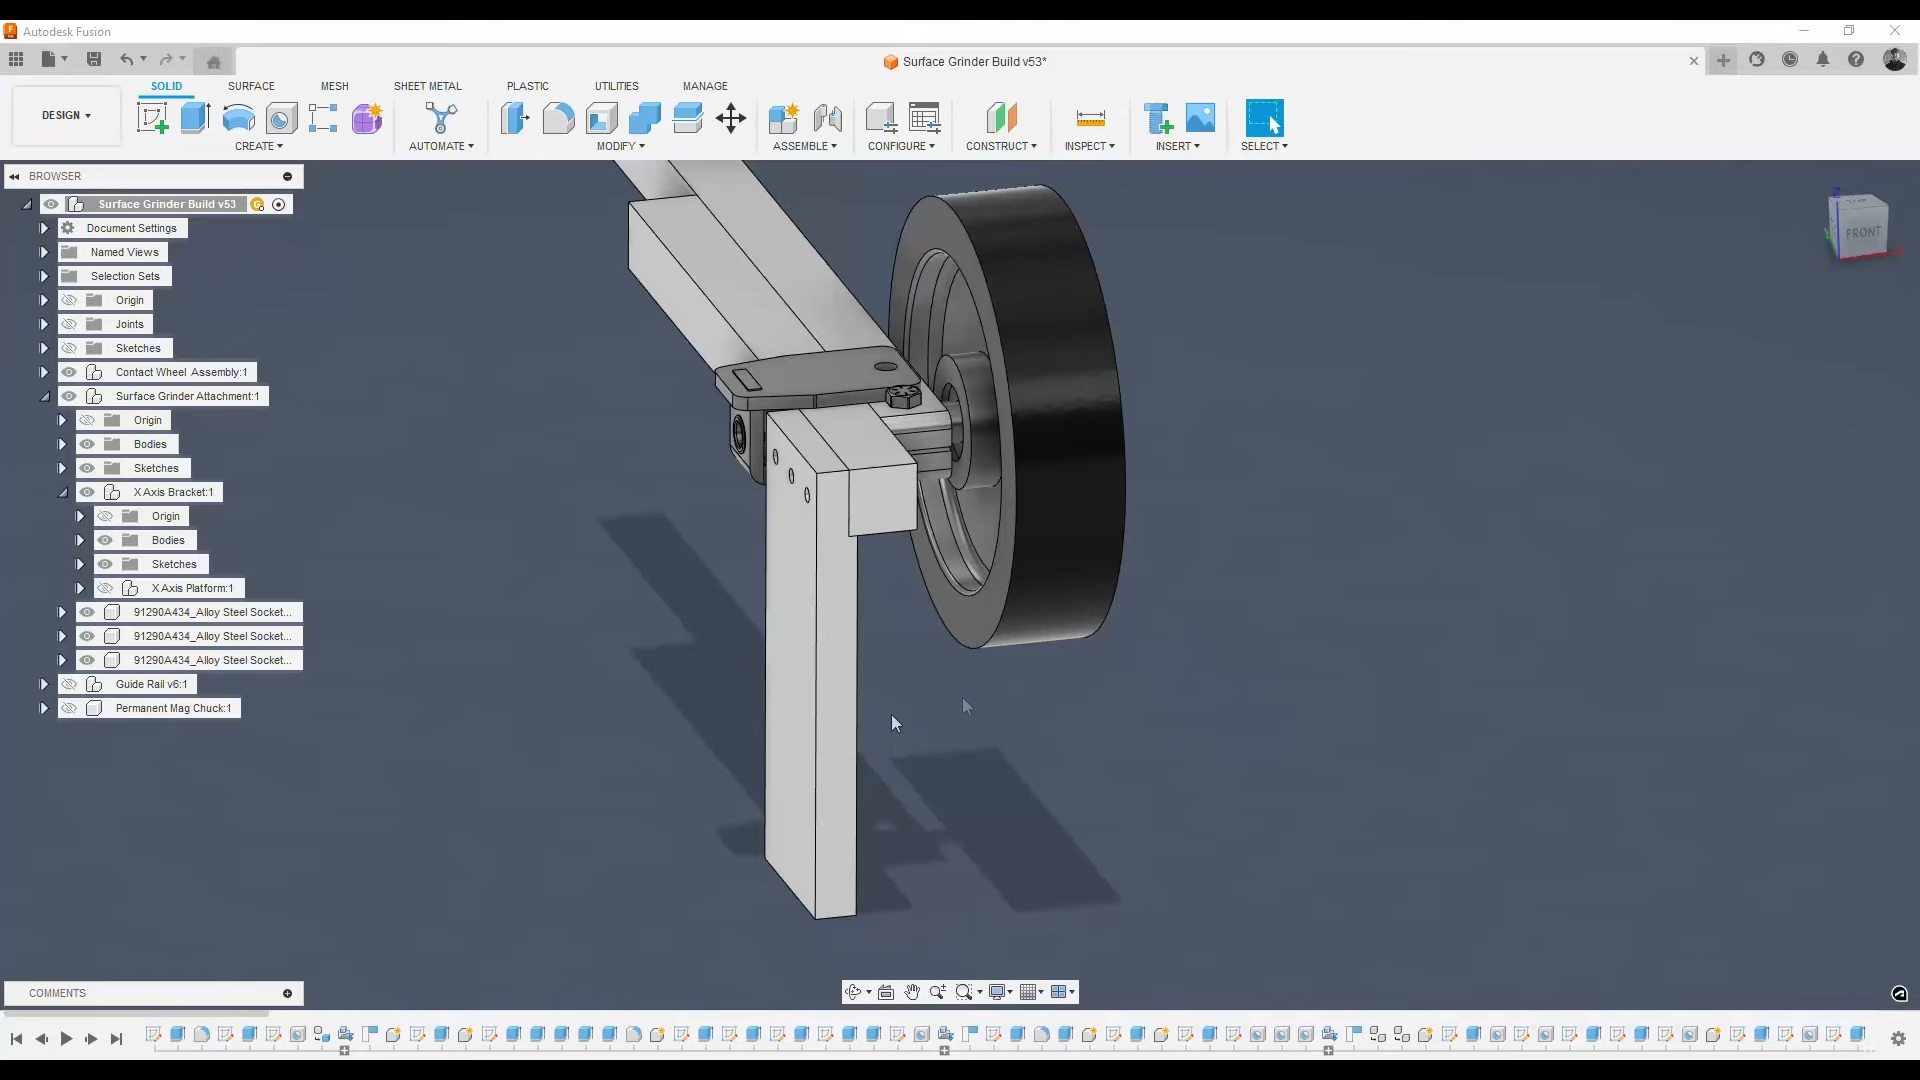 Autodesk Fusion
Surface Grinder Build v53*
SOLID SURFACE MESH SHEET METAL PLASTIC UTILITIES MANAGE
DESIGN
CREATE AUTOMATE MODIFY ASSEMBLE CONFIGURE CONSTRUCT INSPECT INSERT SELECT
BROWSER
Surface Grinder Build v53
Document Settings
Named Views
Selection Sets
Origin
Joints
Sketches
Contact Wheel Assembly:1
Surface Grinder Attachment:1
Origin
Bodies
Sketches
X Axis Bracket:1
Origin
Bodies
Sketches
X Axis Platform:1
91290A434_Alloy Steel Socket...
91290A434_Alloy Steel Socket...
91290A434_Alloy Steel Socket...
Guide Rail v6:1
Permanent Mag Chuck:1
Z
TOP
FRONT
COMMENTS